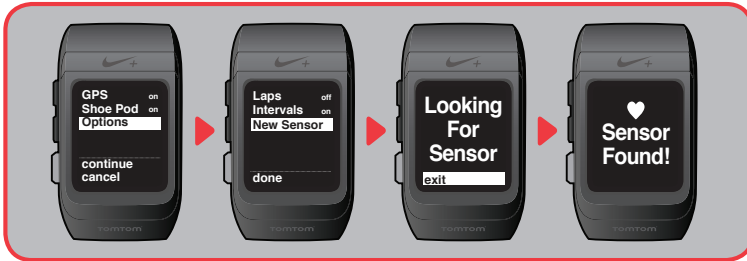 GPS on
Shoe Pod on
Options
continue
cancel
TOMTOM
Laps off
Intervals on
New Sensor
done
TOMTOM
Looking
For
Sensor
exit
TOMTOM
Sensor
Found!
TOMTOM